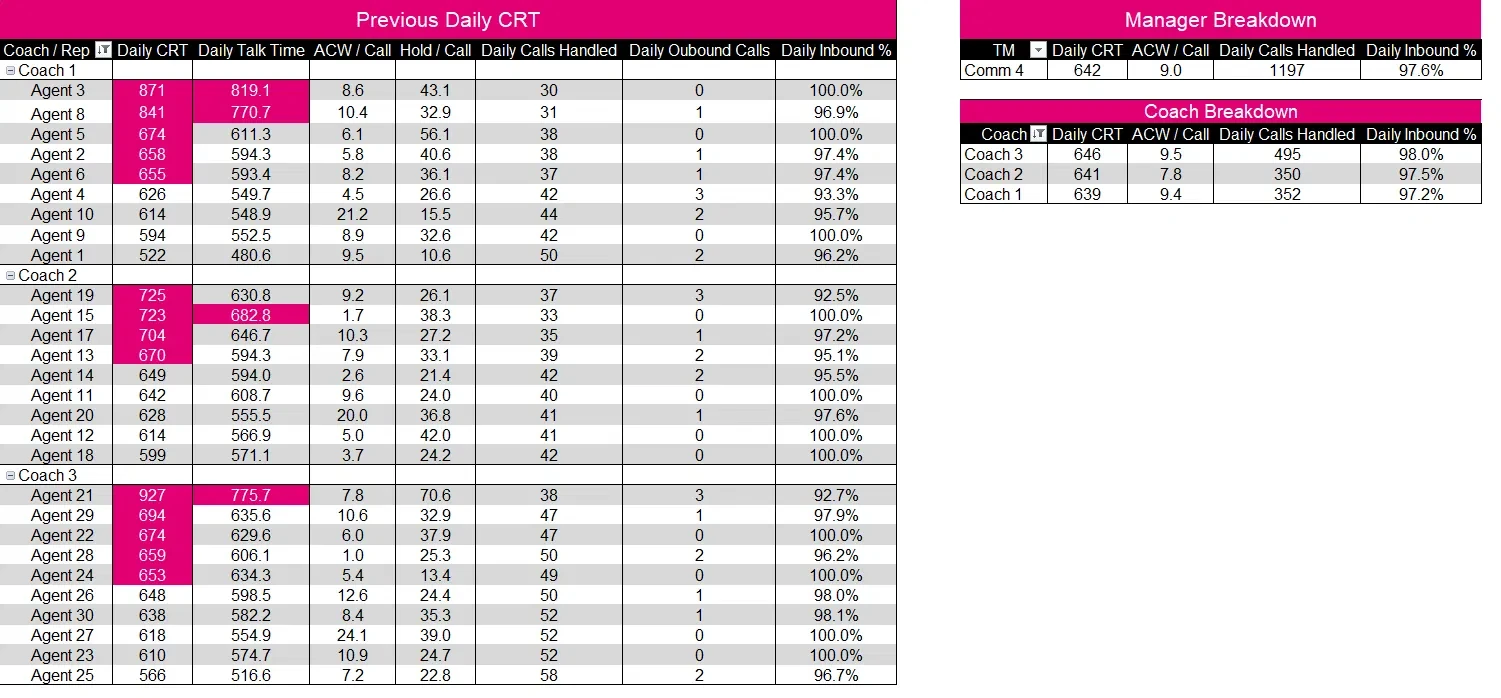 Previous Daily CRT
Coach / Rep Daily CRT Daily Talk Time ACW / Call Hold / Call Daily Calls Handled Daily Oubound Calls Daily Inbound %
Coach 1
Agent 3 871 819.1 8.6 43.1 30 0 100.0%
Agent 8 841 770.7 10.4 32.9 31 1 96.9%
Agent 5 674 611.3 6.1 56.1 38 0 100.0%
Agent 2 658 594.3 5.8 40.6 38 1 97.4%
Agent 6 655 593.4 8.2 36.1 37 1 97.4%
Agent 4 626 549.7 4.5 26.6 42 3 93.3%
Agent 10 614 548.9 21.2 15.5 44 2 95.7%
Agent 9 594 552.5 8.9 32.6 42 0 100.0%
Agent 1 522 480.6 9.5 10.6 50 2 96.2%
Coach 2
Agent 19 725 630.8 9.2 26.1 37 3 92.5%
Agent 15 723 682.8 1.7 38.3 33 0 100.0%
Agent 17 704 646.7 10.3 27.2 35 1 97.2%
Agent 13 670 594.3 7.9 33.1 39 2 95.1%
Agent 14 649 594.0 2.6 21.4 42 2 95.5%
Agent 11 642 608.7 9.6 24.0 40 0 100.0%
Agent 20 628 555.5 20.0 36.8 41 1 97.6%
Agent 12 614 566.9 5.0 42.0 41 0 100.0%
Agent 18 599 571.1 3.7 24.2 42 0 100.0%
Coach 3
Agent 21 927 775.7 7.8 70.6 38 3 92.7%
Agent 29 694 635.6 10.6 32.9 47 1 97.9%
Agent 22 674 629.6 6.0 37.9 47 0 100.0%
Agent 28 659 606.1 1.0 25.3 50 2 96.2%
Agent 24 653 634.3 5.4 13.4 49 0 100.0%
Agent 26 648 598.5 12.6 24.4 50 1 98.0%
Agent 30 638 582.2 8.4 35.3 52 1 98.1%
Agent 27 618 554.9 24.1 39.0 52 0 100.0%
Agent 23 610 574.7 10.9 24.7 52 0 100.0%
Agent 25 566 516.6 7.2 22.8 58 2 96.7%
Manager Breakdown
TM Daily CRT ACW / Call Daily Calls Handled Daily Inbound %
Comm 4 642 9.0 1197 97.6%
Coach Breakdown
Coach Daily CRT ACW / Call Daily Calls Handled Daily Inbound %
Coach 3 646 9.5 495 98.0%
Coach 2 641 7.8 350 97.5%
Coach 1 639 9.4 352 97.2%